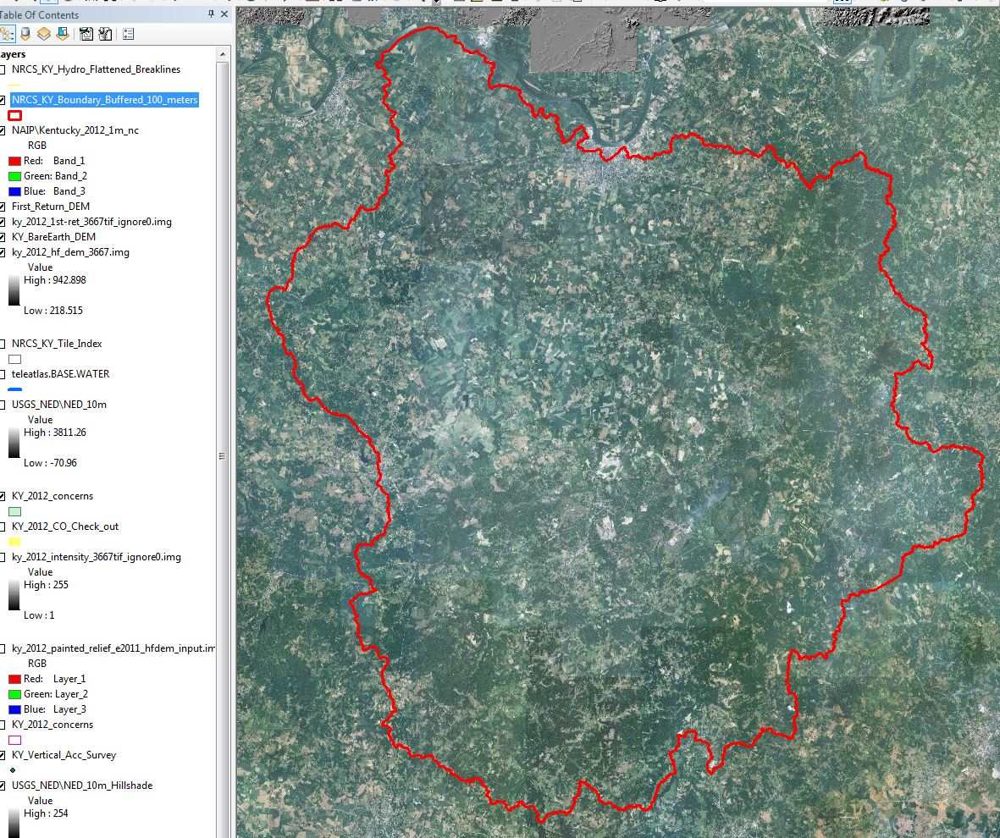 Table Of Contents
ayers
NRCS_KY_Hydro_Flattened_Breaklines
NRCS_KY_Boundary_Buffered_100_meters
NAIP\Kentucky_2012_1m_nc
RGB
Red: Band_1
Green: Band_2
Blue: Band_3
First_Return_DEM
ky_2012_1st-ret_3667tif_ignore0.img
KY_BareEarth_DEM
ky_2012_hf_dem_3667.img
Value
High : 942.898
Low : 218.515
NRCS_KY_Tile_Index
teleatlas.BASE.WATER
USGS_NED\NED_10m
Value
High : 3811.26
Low : -70.96
KY_2012_concerns
KY_2012_CO_Check_out
ky_2012_intensity_3667tif_ignore0.img
Value
High : 255
Low : 1
ky_2012_painted_relief_e2011_hfdem_input.im
RGB
Red: Layer_1
Green: Layer_2
Blue: Layer_3
KY_2012_concerns
KY_Vertical_Acc_Survey
USGS_NED\NED_10m_Hillshade
Value
High : 254